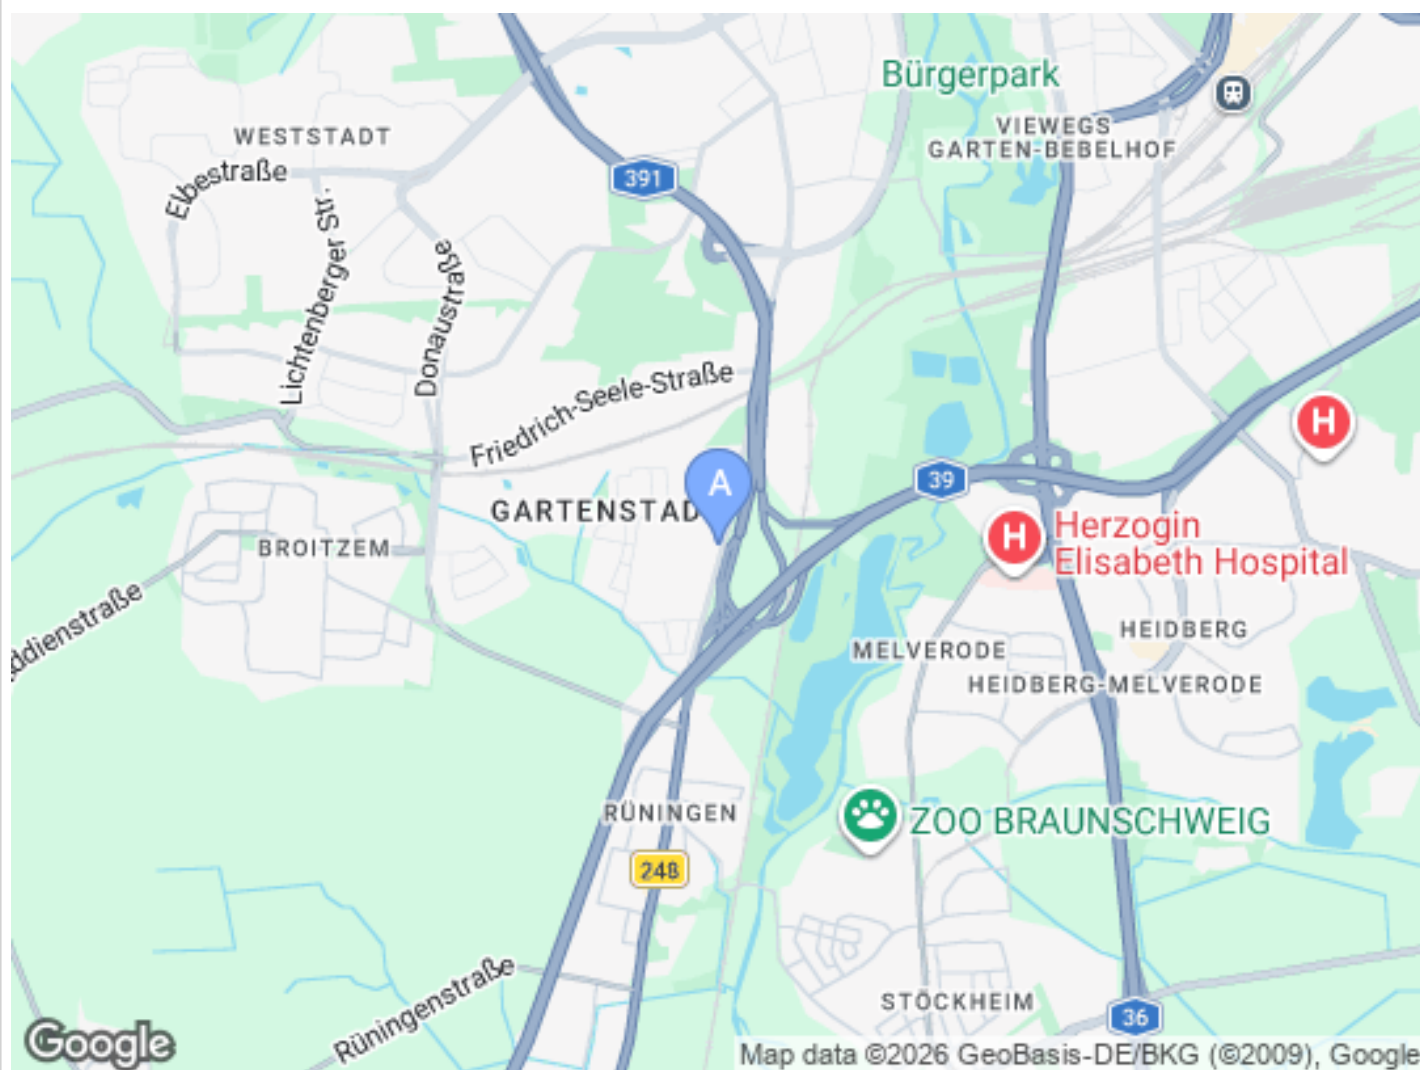 Bürgerpark
VIEWEGS
GARTEN-BEBELHOF
WESTSTADT
Elbestraße
391
Lichtenberger Str.
Donaustraße
Friedrich-Seele-Straße
H
39
A
GARTENSTAD
H
Herzogin
Elisabeth Hospital
BROITZEM
HEIDBERG
MELVERODE
HEIDBERG-MELVERODE
ddienstraße
RÜNINGEN
ZOO BRAUNSCHWEIG
248
Rüningenstraße
STÖCKHEIM
36
Google
Map data ©2026 GeoBasis-DE/BKG (©2009), Google